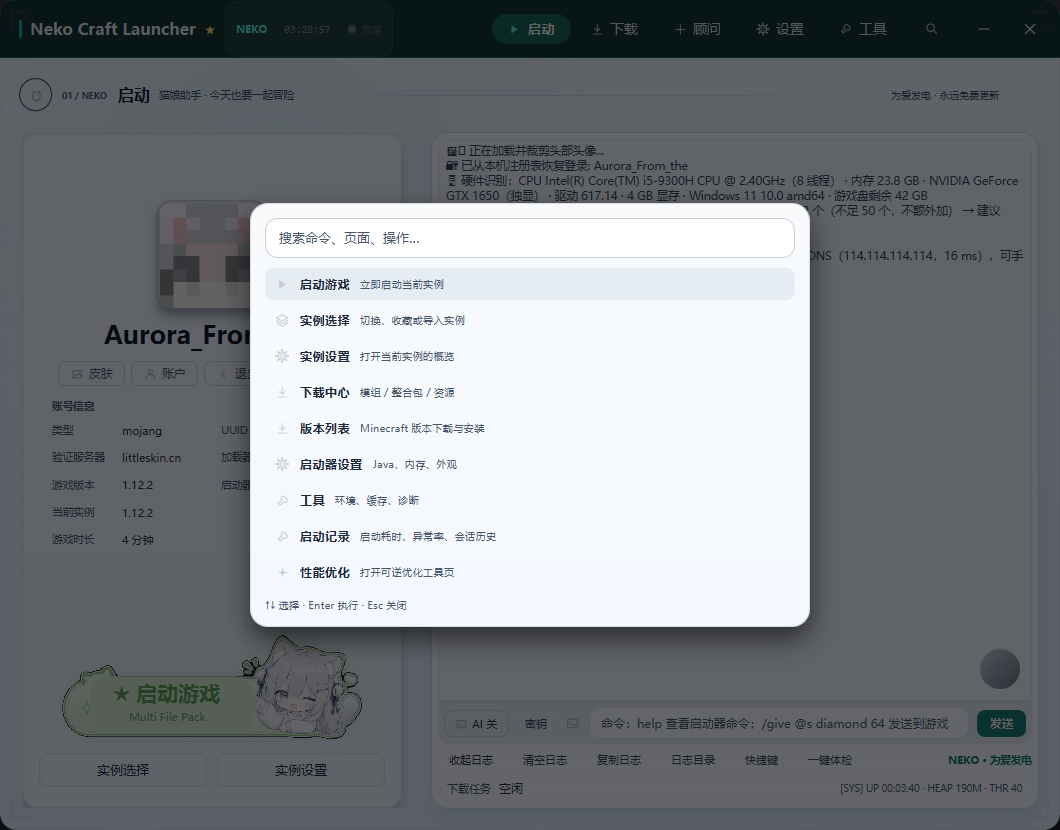 Neko Craft Launcher ★
NEKO 03:28:57
启动 下载 顾问 设置 工具
01 / NEKO 启动 猫娘助手 · 今天也要一起冒险
为爱发电 · 永远免费更新
正在加载并裁剪头部头像...
已从本机注册表恢复登录: Aurora_From_the
硬件识别：CPU Intel(R) Core(TM) i5-9300H CPU @ 2.40GHz（8 线程） · 内存 23.8 GB · NVIDIA GeForce
GTX 1650（独显） · 驱动 617.14 · 4 GB 显存 · Windows 11 10.0 amd64 · 游戏盘剩余 42 GB
个（不足 50 个，不额外加） → 建议
DNS（114.114.114.114，16 ms），可手
搜索命令、页面、操作...
启动游戏 立即启动当前实例
实例选择 切换、收藏或导入实例
实例设置 打开当前实例的概览
下载中心 模组 / 整合包 / 资源
版本列表 Minecraft 版本下载与安装
启动器设置 Java、内存、外观
工具 环境、缓存、诊断
启动记录 启动耗时、异常率、会话历史
性能优化 打开可逆优化工具页
↑↓ 选择 · Enter 执行 · Esc 关闭
Aurora_Fro
皮肤 账户
账号信息
类型 mojang UUID
验证服务器 littleskin.cn 加载器
游戏版本 1.12.2 启动器
当前实例 1.12.2
游戏时长 4 分钟
★ 启动游戏
Multi File Pack
实例选择 实例设置
AI 关 密钥 命令：help 查看启动器命令；/give @s diamond 64 发送到游戏 发送
收起日志 清空日志 复制日志 日志目录 快捷键 一键体检 NEKO • 为爱发电
下载任务 空闲 [SYS] UP 00:03:40 · HEAP 190M · THR 40